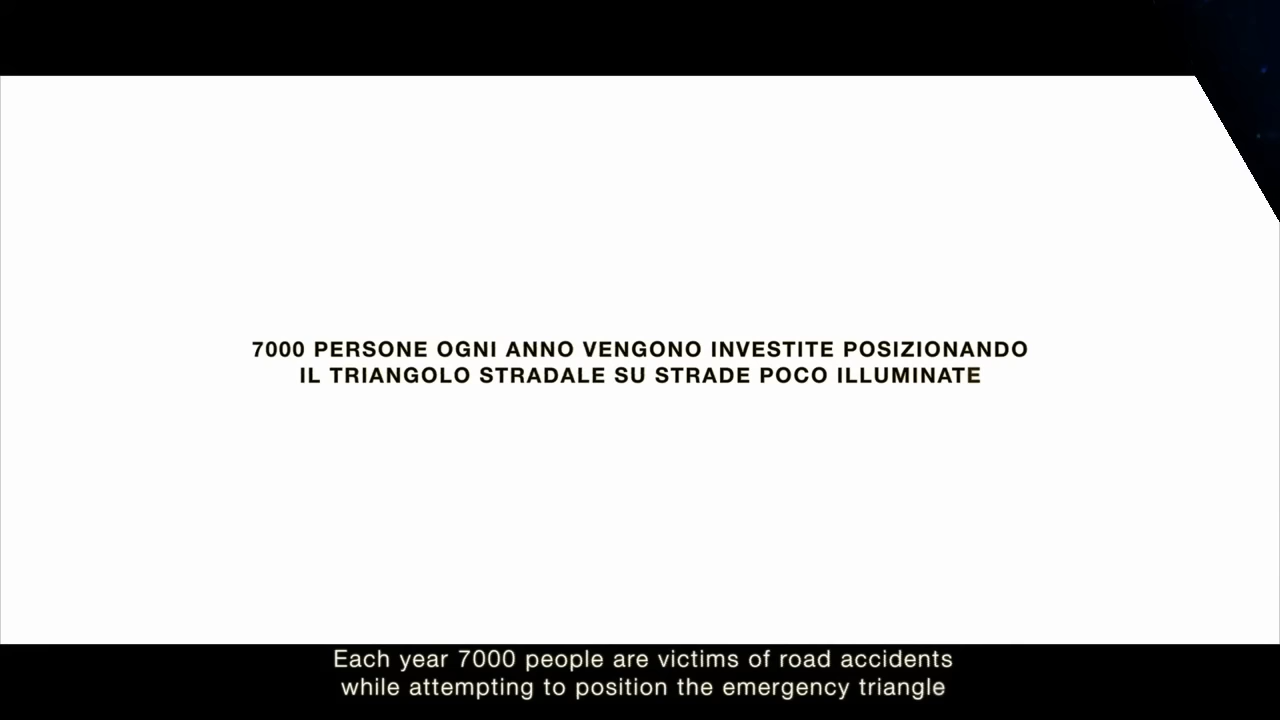 7000 PERSONE OGNI ANNO VENGONO INVESTITE POSIZIONANDO
IL TRIANGOLO STRADALE SU STRADE POCO ILLUMINATE
Each year 7000 people are victims of road accidents
while attempting to position the emergency triangle